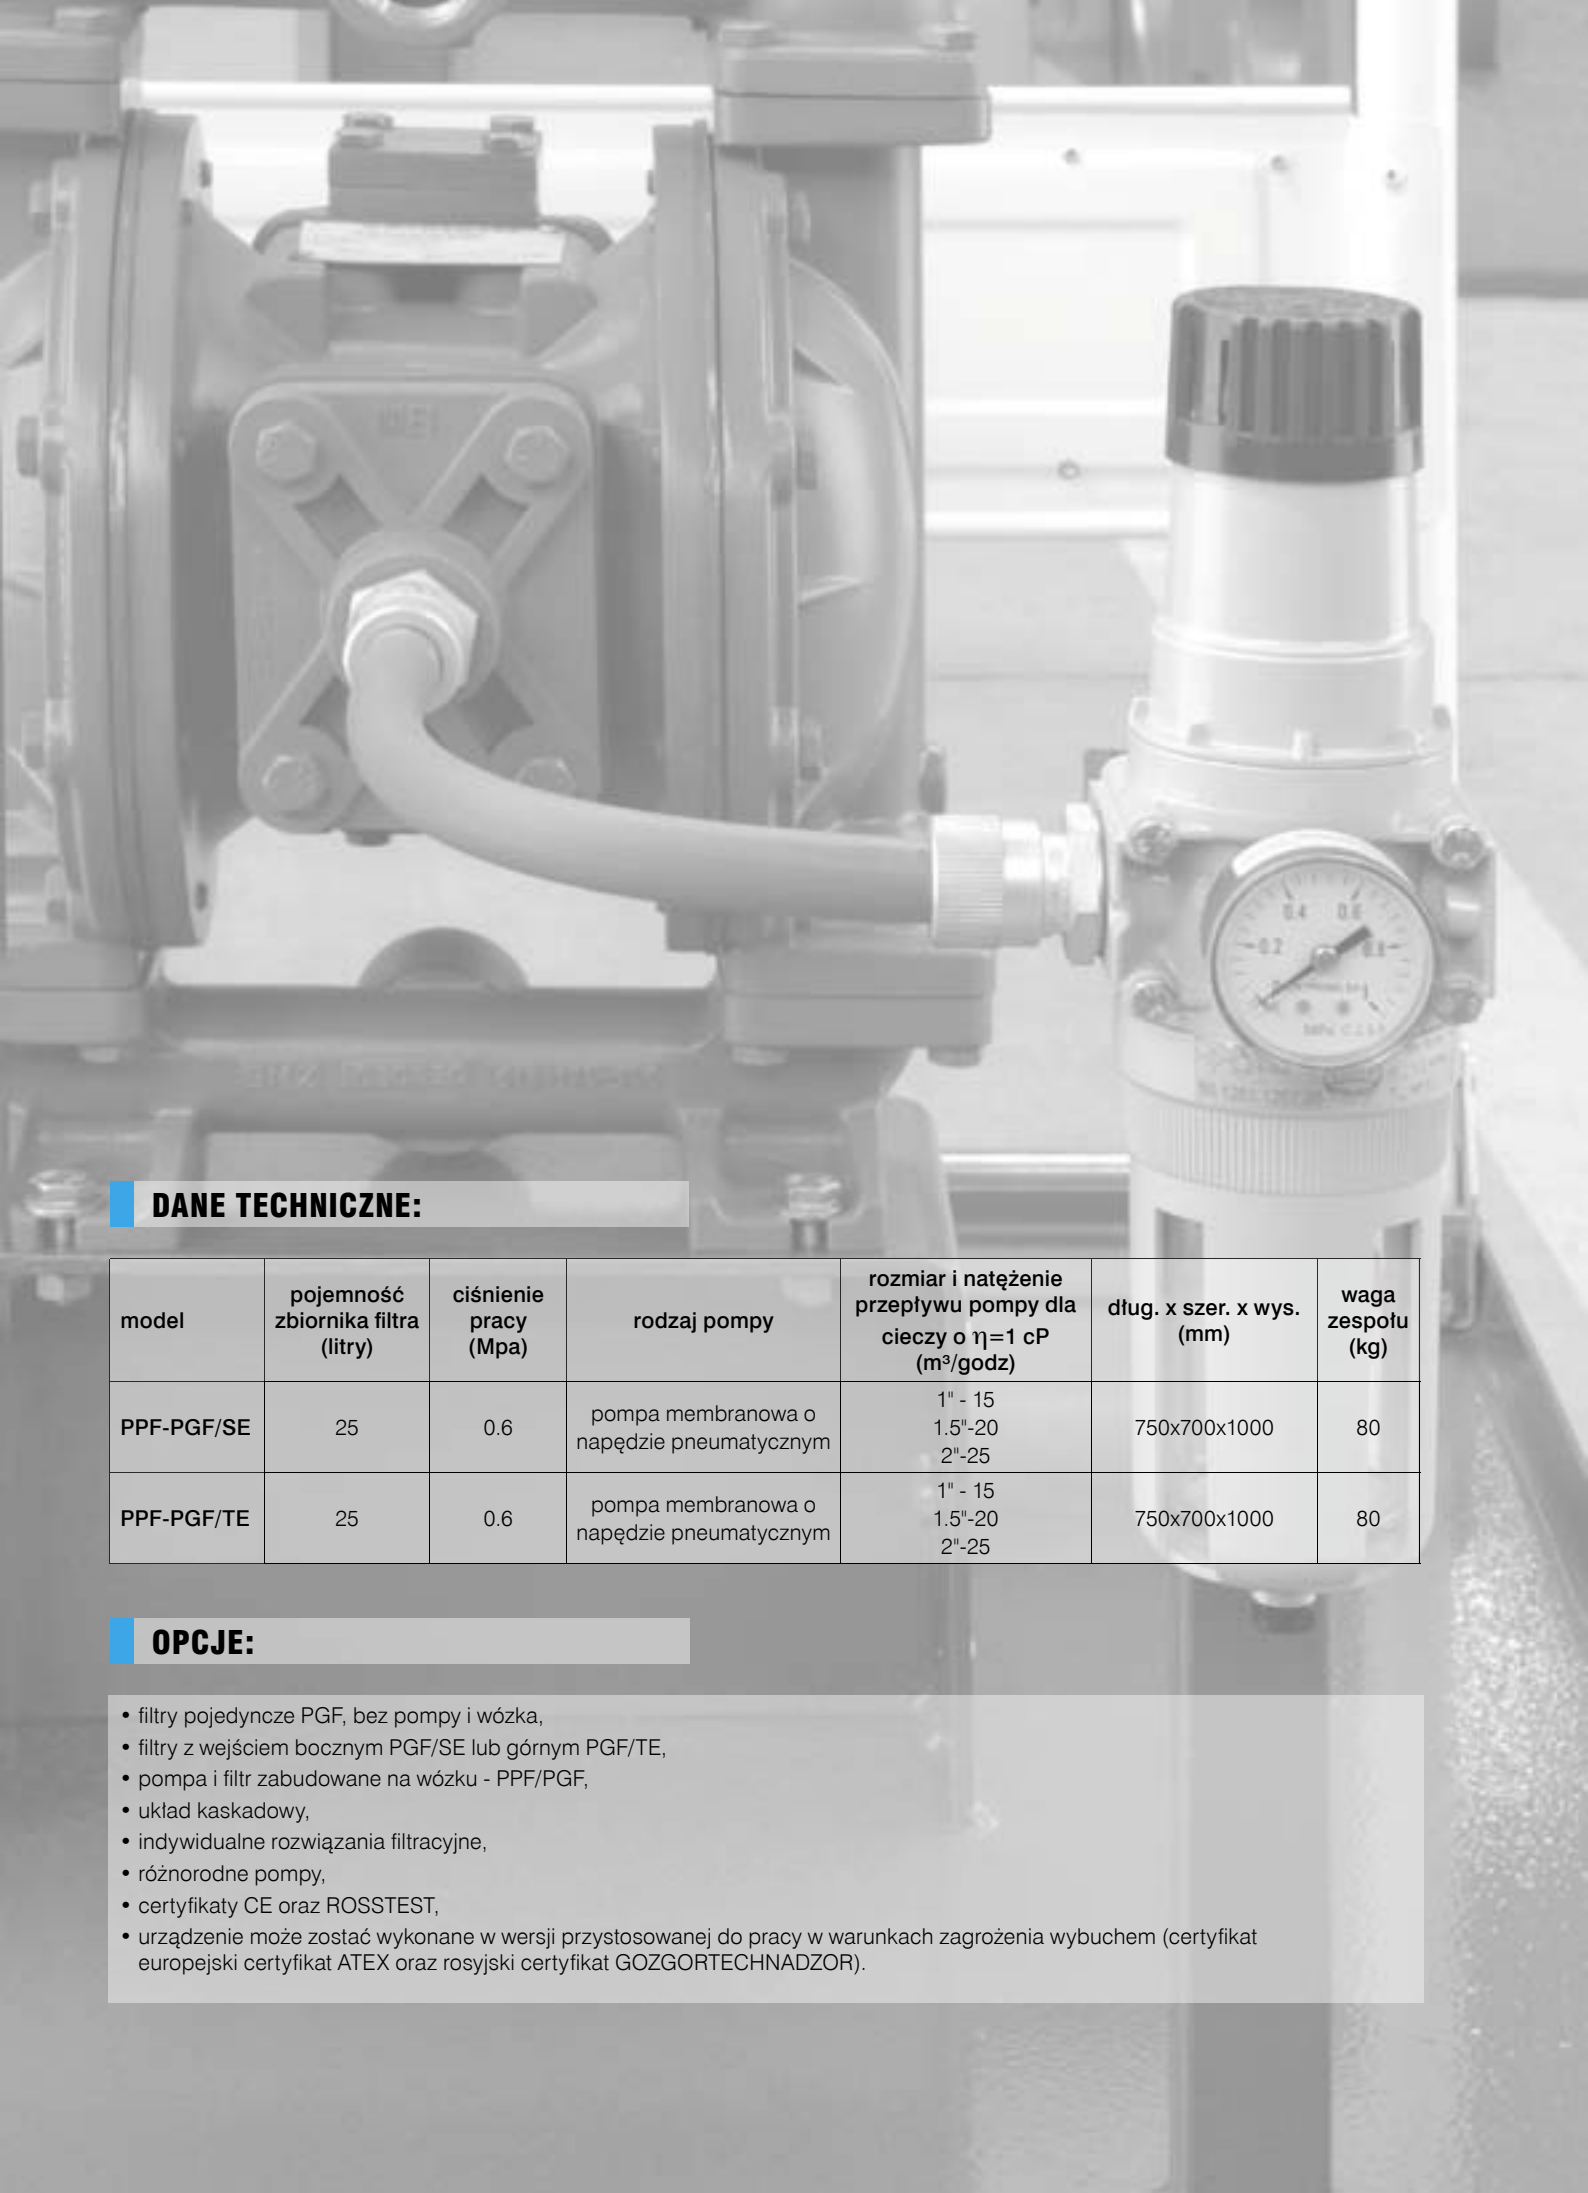 0.4 0.6
0.2
DANE TECHNICZNE:
model
pojemność
zbiornika filtra
(litry)
ciśnienie
pracy
(Mpa)
rodzaj pompy
rozmiar i natężenie
przepływu pompy dla
cieczy o η=1 cP
(m³/godz)
dług. x szer. x wys.
(mm)
waga
zespołu
(kg)
PPF-PGF/SE
25
0.6
pompa membranowa o
napędzie pneumatycznym
1" - 15
1.5"-20
2"-25
750x700x1000
80
PPF-PGF/TE
25
0.6
pompa membranowa o
napędzie pneumatycznym
1" - 15
1.5"-20
2"-25
750x700x1000
80
OPCJE:
• filtry pojedyncze PGF, bez pompy i wózka,
• filtry z wejściem bocznym PGF/SE lub górnym PGF/TE,
• pompa i filtr zabudowane na wózku - PPF/PGF,
• układ kaskadowy,
• indywidualne rozwiązania filtracyjne,
• różnorodne pompy,
• certyfikaty CE oraz ROSSTEST,
• urządzenie może zostać wykonane w wersji przystosowanej do pracy w warunkach zagrożenia wybuchem (certyfikat
europejski certyfikat ATEX oraz rosyjski certyfikat GOZGORTECHNADZOR).